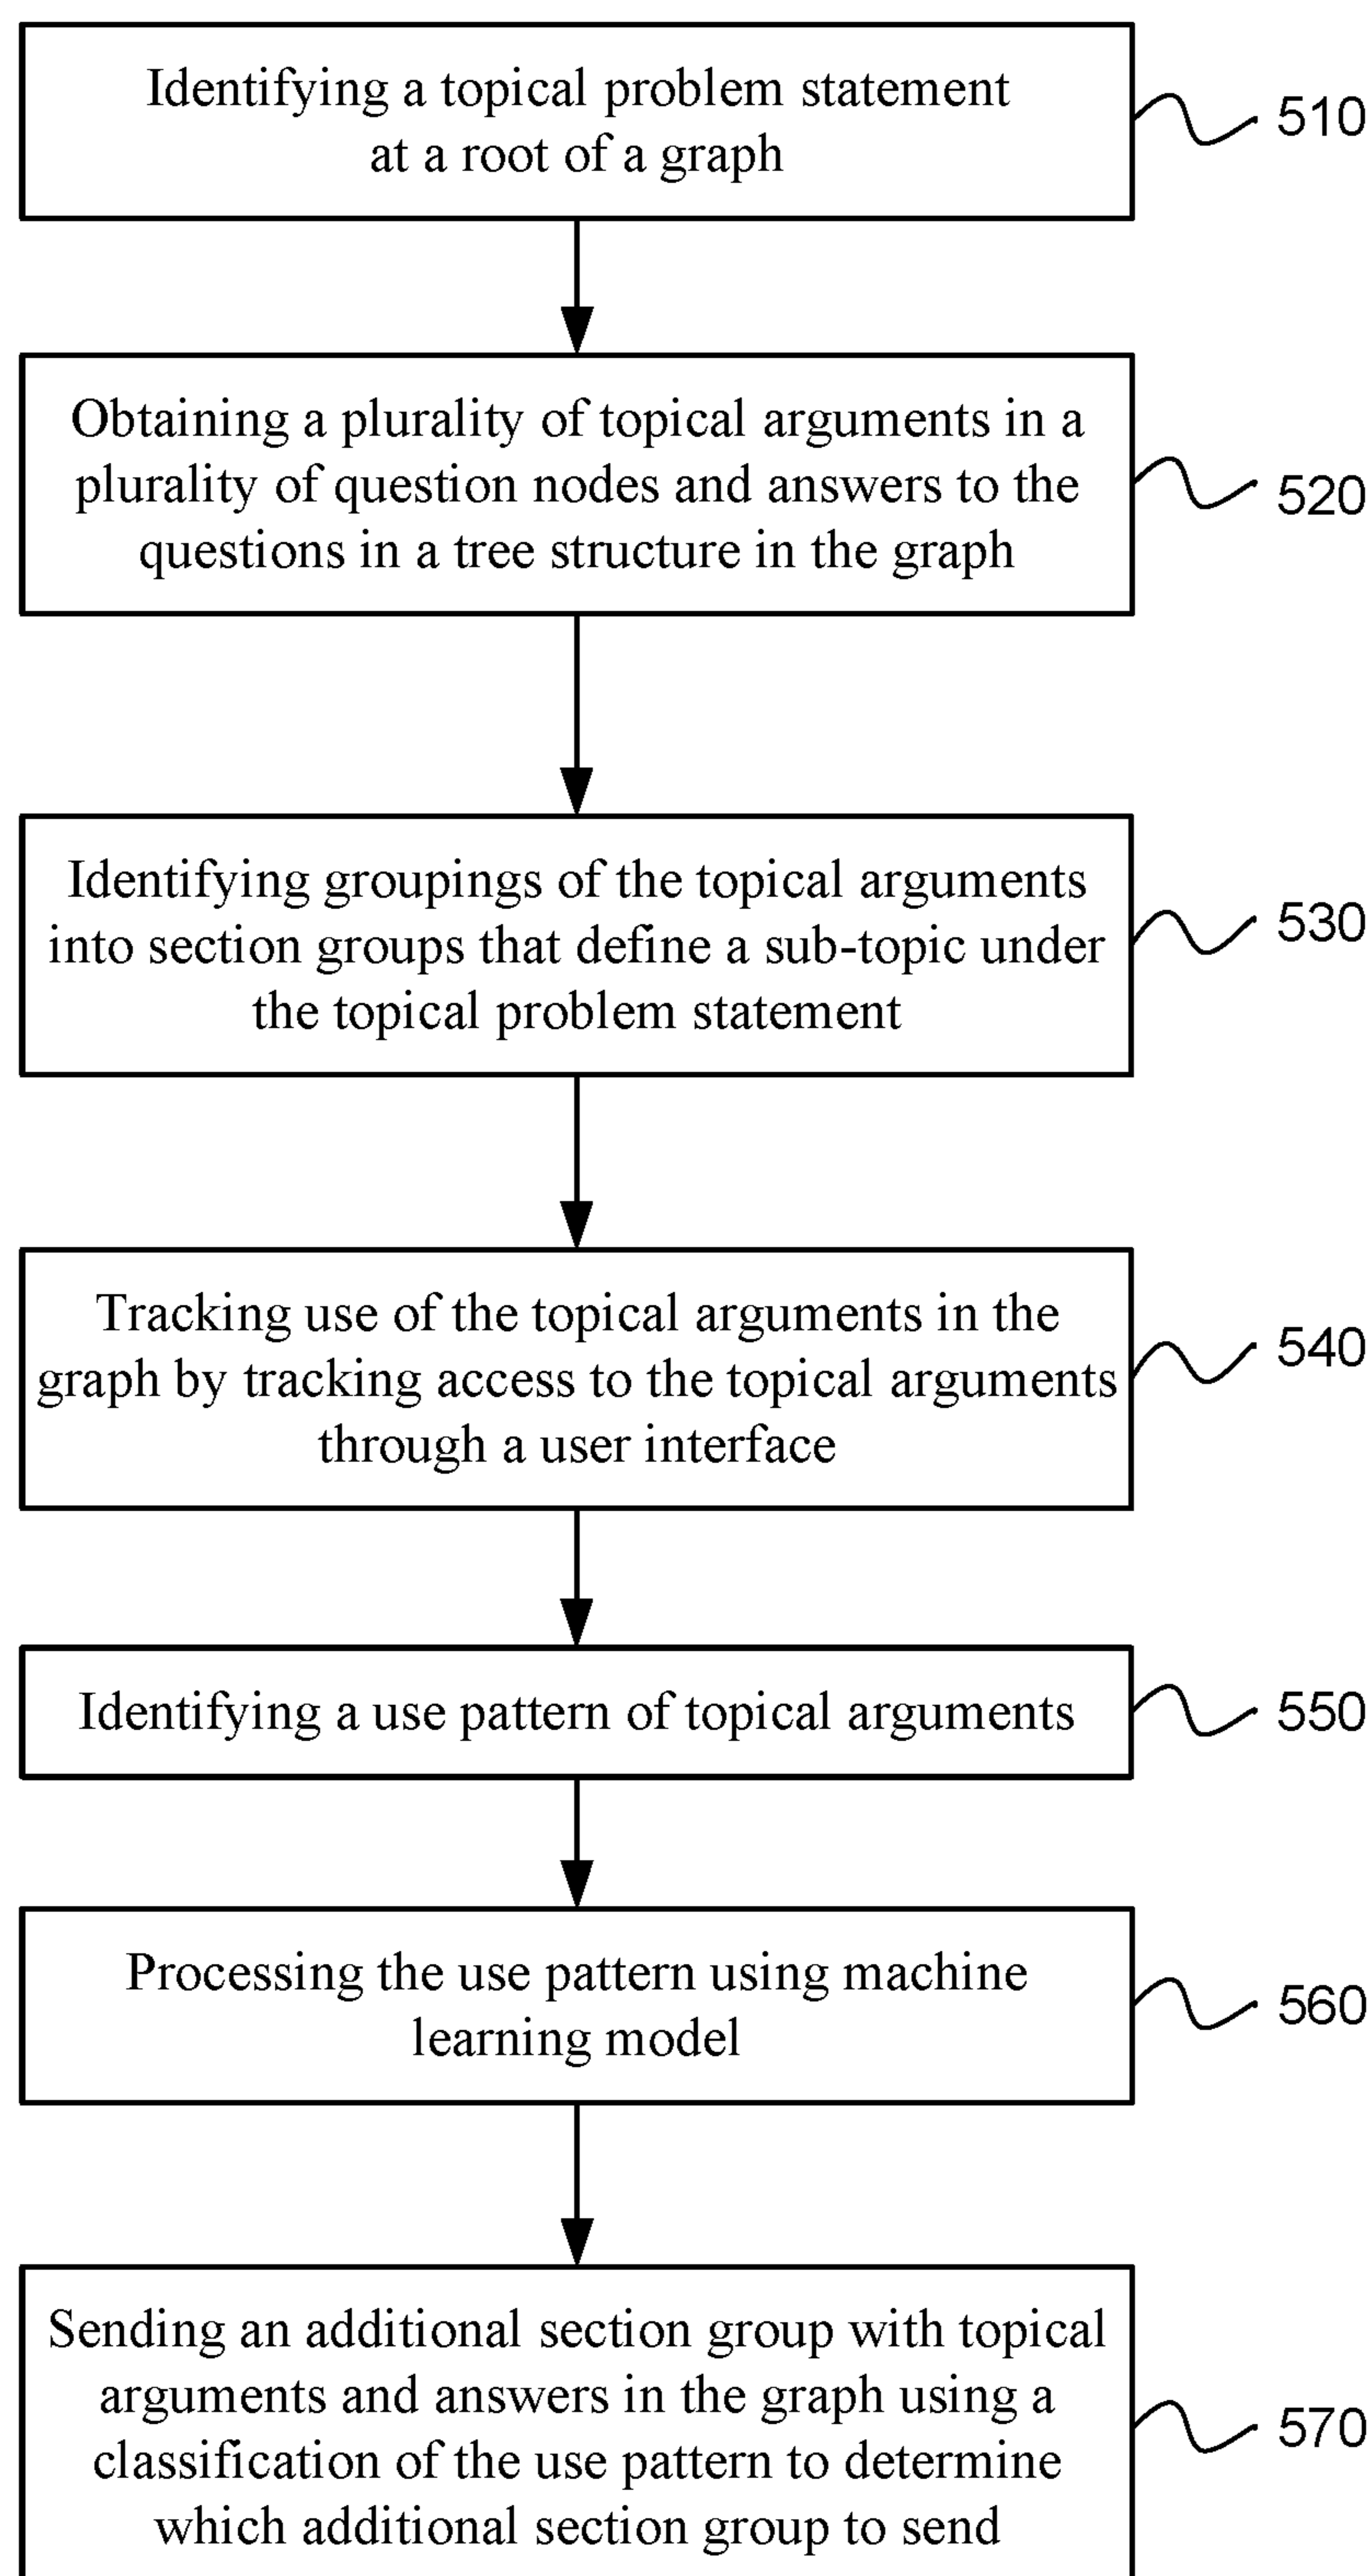 Identifying a topical problem statement
at a root of a graph
510
Obtaining a plurality of topical arguments in a
plurality of question nodes and answers to the
questions in a tree structure in the graph
520
Identifying groupings of the topical arguments
into section groups that define a sub-topic under
the topical problem statement
530
Tracking use of the topical arguments in the
graph by tracking access to the topical arguments
through a user interface
540
Identifying a use pattern of topical arguments
550
Processing the use pattern using machine
learning model
560
Sending an additional section group with topical
arguments and answers in the graph using a
classification of the use pattern to determine
which additional section group to send
570